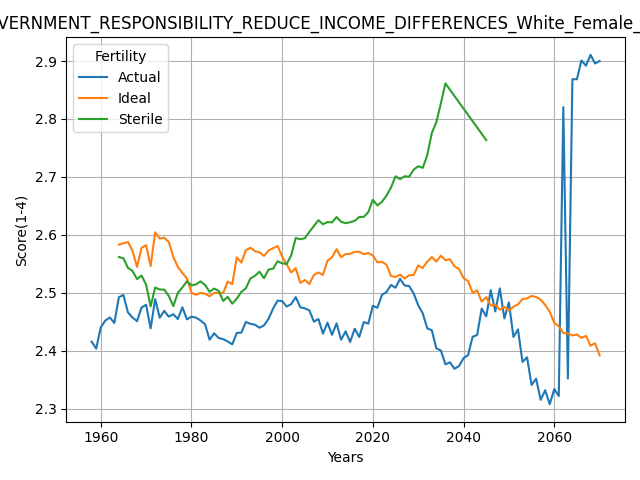 VERNMENT_RESPONSIBILITY_REDUCE_INCOME_DIFFERENCES_White_Female_
Fertility
Actual
Ideal
Sterile
Score(1-4)
2.9
2.8
2.7
2.6
2.5
2.4
2.3
1960 1980 2000 2020 2040 2060
Years